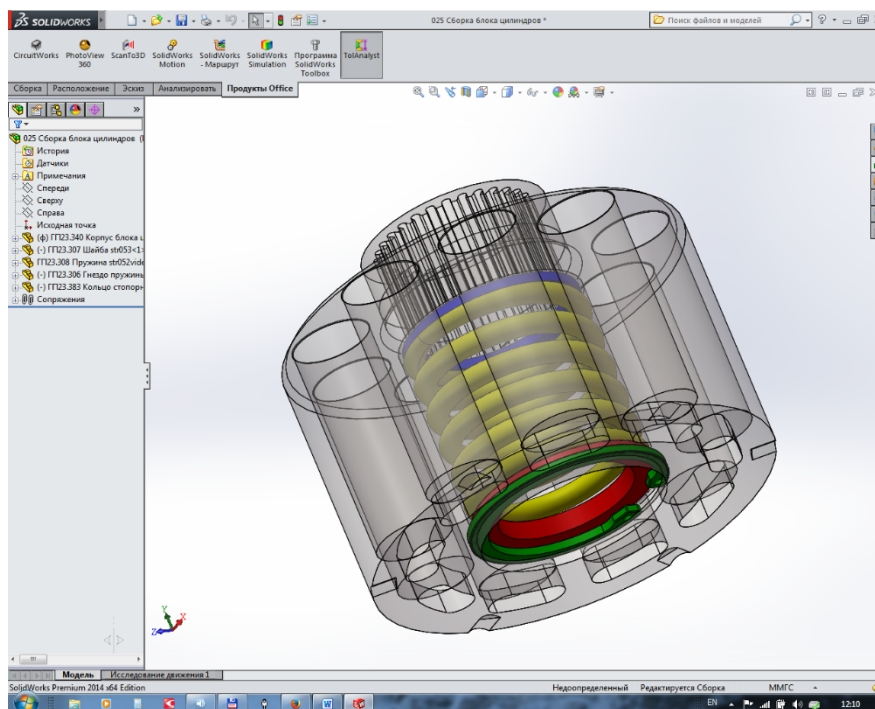 SOLIDWORKS
025 Сборка блока цилиндров *
Поиск файлов и моделей
CircuitWorks PhotoView 360 ScanTo3D SolidWorks Motion SolidWorks - Маршрут SolidWorks Simulation Программа SolidWorks Toolbox TolAnalyst
Сборка Расположение Эскиз Анализировать Продукты Office
025 Сборка блока цилиндров (
История
Датчики
Примечания
Спереди
Сверху
Справа
Исходная точка
(ф) ГП23.340 Корпус блока ц
(-) ГП23.307 Шайба str053<1>
ГП23.308 Пружина str052vide
(-) ГП23.306 Гнездо пружины
(-) ГП23.383 Кольцо стопорн
Сопряжения
Y
X
Z
Модель Исследование движения 1
SolidWorks Premium 2014 x64 Edition
Недоопределенный Редактируется Сборка ММГС
EN 12:10